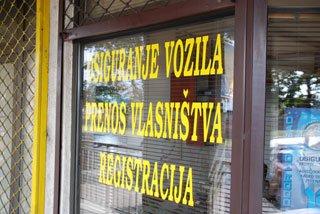 OSIGURANJE VOZILA
PRENOS VLASNIŠTVA
REGISTRACIJA